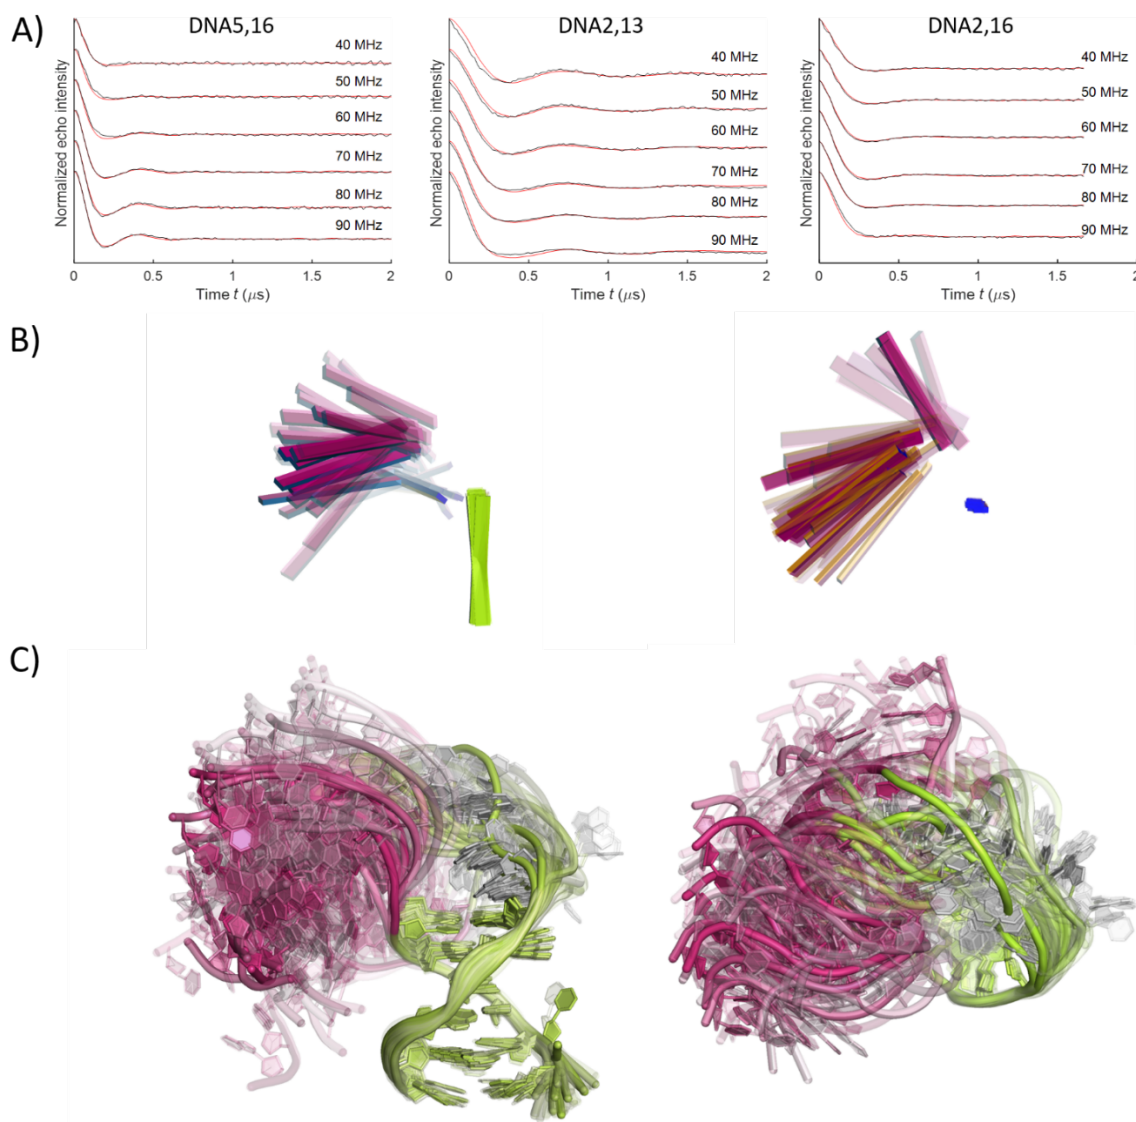 A)
DNA5,16
DNA2,13
DNA2,16
Normalized echo intensity
40 MHz
50 MHz
60 MHz
70 MHz
80 MHz
90 MHz
0
0.5
1
1.5
2
Time t (μs)
Normalized echo intensity
40 MHz
50 MHz
60 MHz
70 MHz
80 MHz
90 MHz
0
0.5
1
1.5
2
Time t (μs)
Normalized echo intensity
40 MHz
50 MHz
60 MHz
70 MHz
80 MHz
90 MHz
0
0.5
1
1.5
2
Time t (μs)
B)
C)